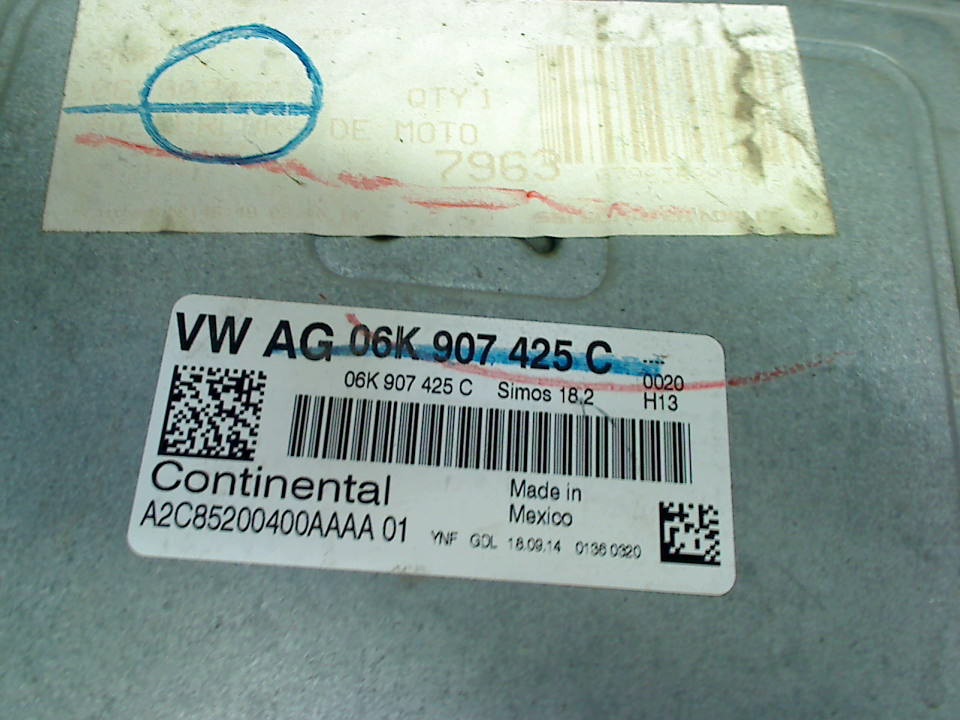 QTY 1
DE MOTO
7963
VW AG 06K 907 425 C ----
06K 907 425 C Simos 18.2 0020
H13
Continental
Made in
Mexico
A2C85200400AAAA 01
YNF GDL 18.09.14 0136 0320